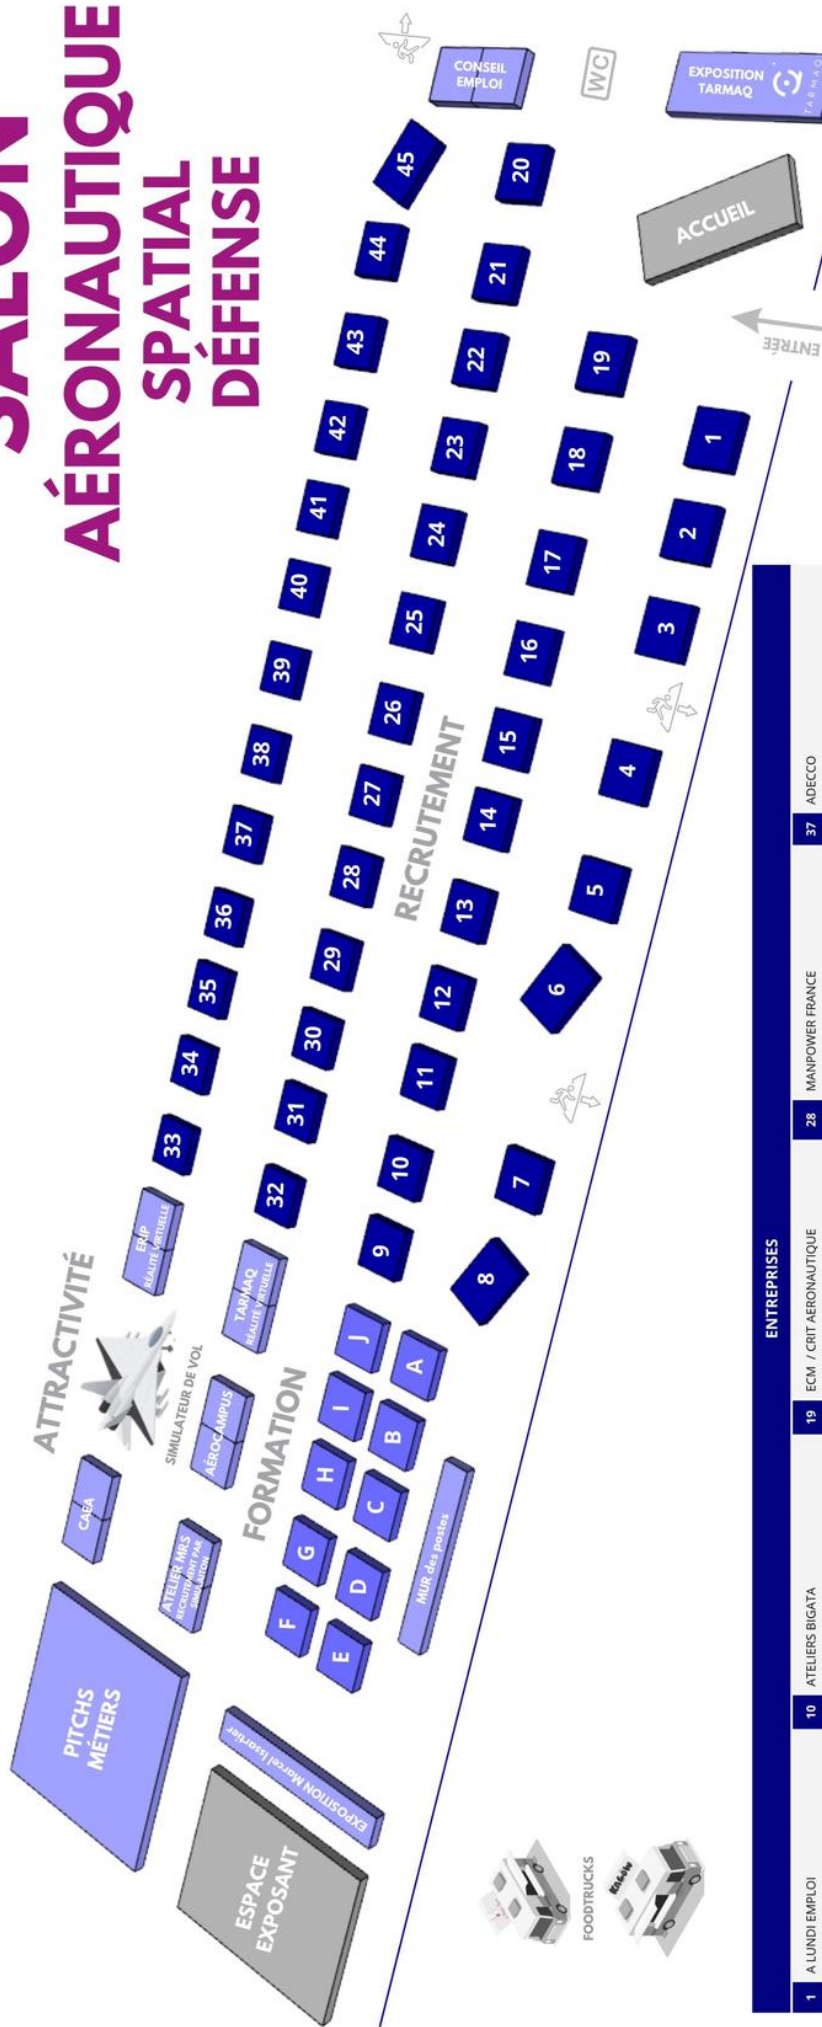 SALON
AÉRONAUTIQUE
SPATIAL
DÉFENSE
PITCHS
MÉTIERS
CAEA
ATTRACTIVITÉ
ERIP
RÉALITÉ VIRTUELLE
SIMULATEUR DE VOL
33
34
35
36
37
38
39
40
41
42
43
44
45
CONSEIL
EMPLOI
ATELIER MRS
RECRUTEMENT PAR
SIMULATION
AÉROCAMPUS
TARMAQ
RÉALITÉ VIRTUELLE
32
31
30
29
28
27
26
25
24
23
22
21
20
WC
ESPACE
EXPOSANT
EXPOSITION Marcel Issartier
FORMATION
F
G
H
I
J
E
D
C
B
A
MUR des postes
RECRUTEMENT
9
10
11
12
13
14
15
16
17
18
19
8
7
6
5
4
3
2
1
ACCUEIL
EXPOSITION
TARMAQ
TARMAQ
ENTRÉE
FOODTRUCKS
ENTREPRISES
1 A LUNDI EMPLOI
10 ATELIERS BIGATA
19 ECM / CRIT AERONAUTIQUE
28 MANPOWER FRANCE
37 ADECCO